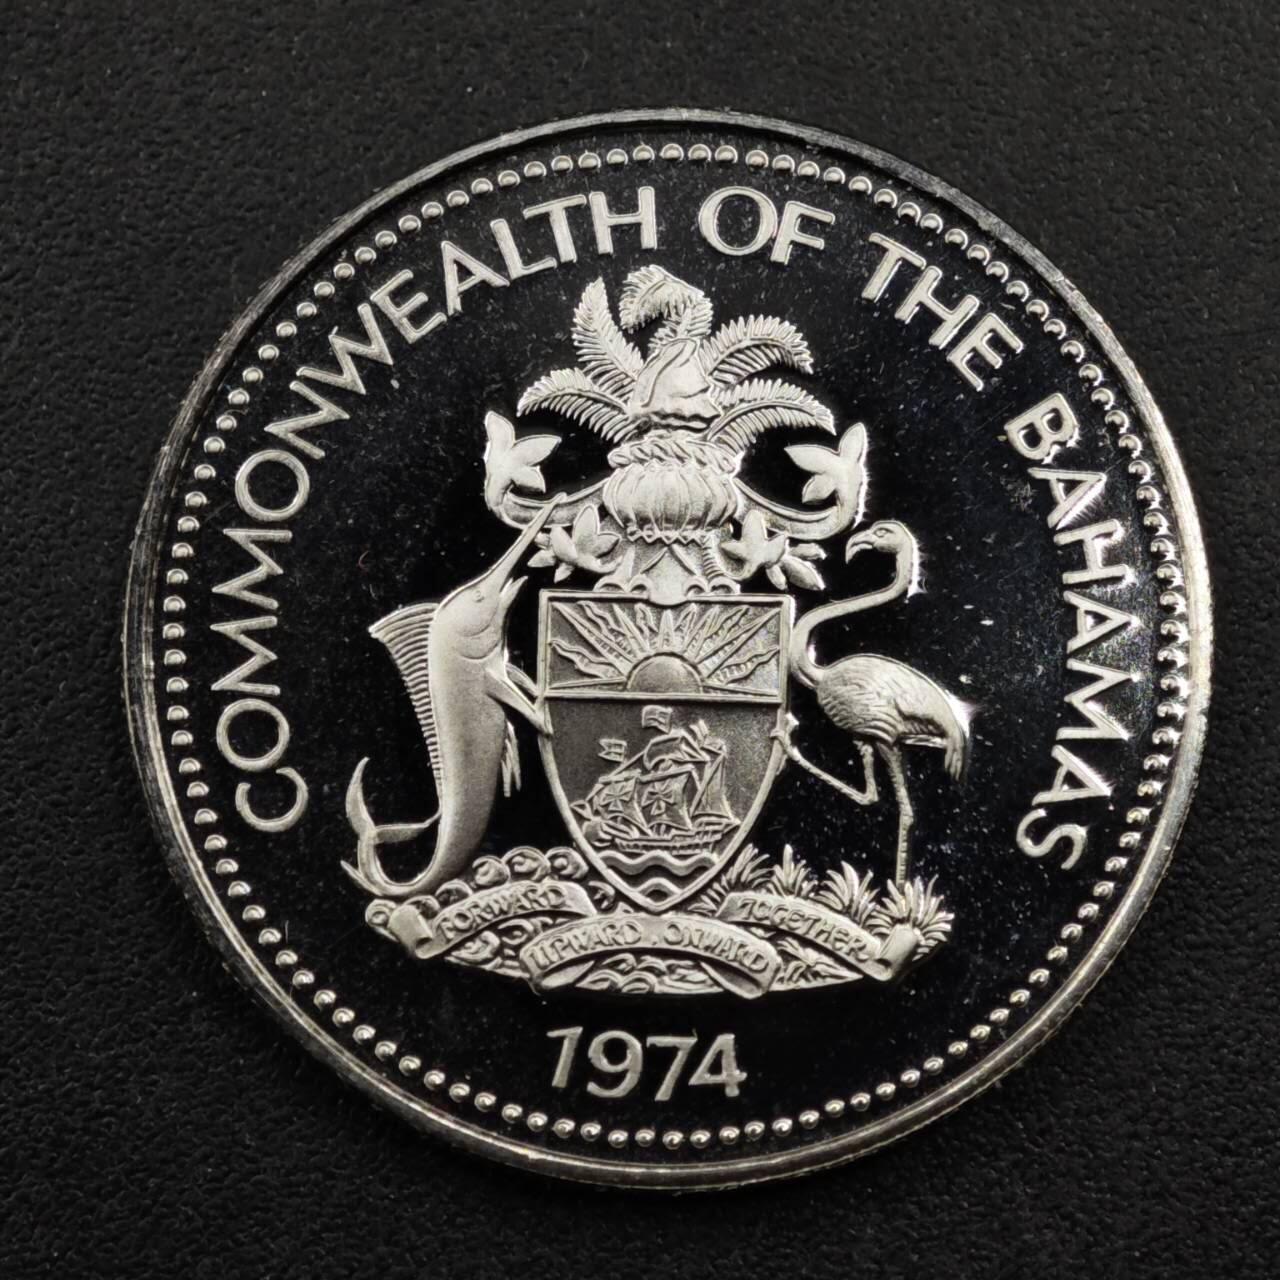 COMMONWEALTH OF THE BAHAMAS
FORWARD
UPWARD ONWARD
TOGETHER
1974